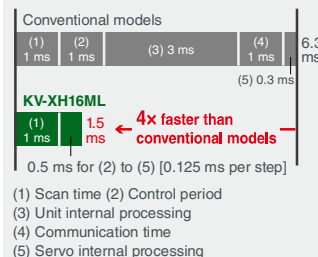 Conventional models
(1) (2) (3) 3 ms (4) 6.3
1 ms 1 ms 1 ms ms
(5) 0.3 ms
KV-XH16ML
(1) 1.5 4× faster than
1 ms ms conventional models
0.5 ms for (2) to (5) [0.125 ms per step]
(1) Scan time (2) Control period
(3) Unit internal processing
(4) Communication time
(5) Servo internal processing